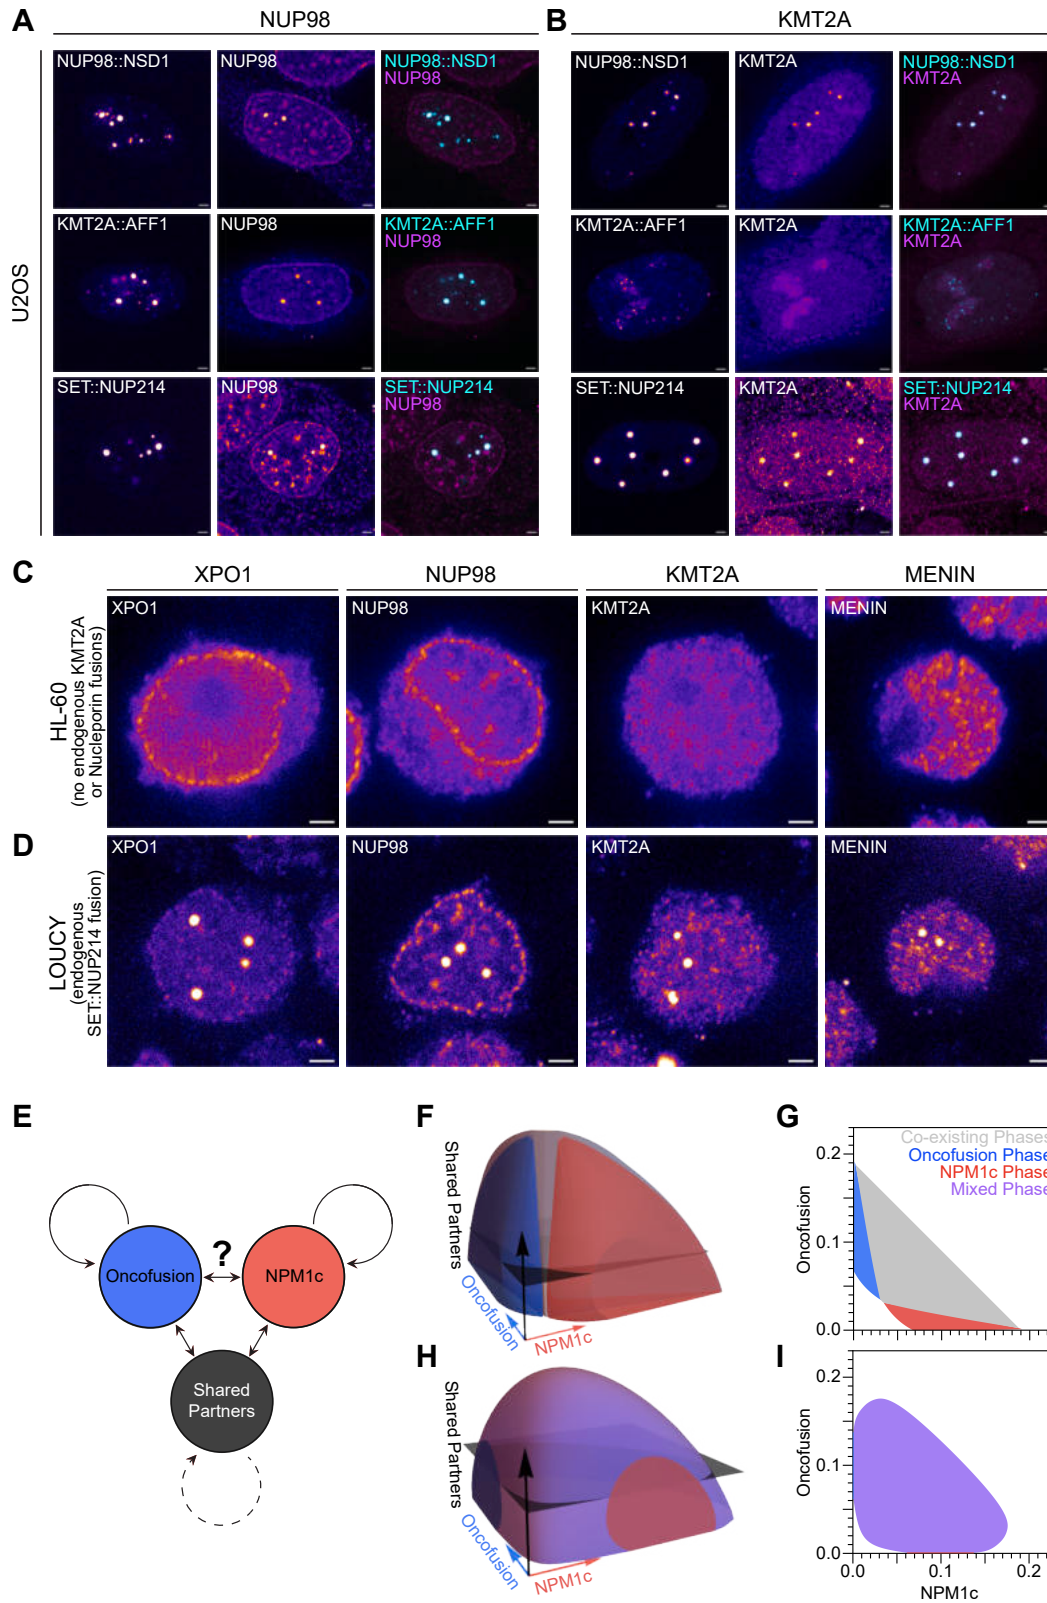 A
NUP98
B
KMT2A
U2OS
NUP98::NSD1
NUP98
NUP98::NSD1
NUP98
NUP98::NSD1
KMT2A
NUP98::NSD1
KMT2A
KMT2A::AFF1
NUP98
KMT2A::AFF1
NUP98
KMT2A::AFF1
KMT2A
KMT2A::AFF1
KMT2A
SET::NUP214
NUP98
SET::NUP214
NUP98
SET::NUP214
KMT2A
SET::NUP214
KMT2A
C
XPO1
NUP98
KMT2A
MENIN
HL-60
(no endogenous KMT2A
or Nucleporin fusions)
XPO1
NUP98
KMT2A
MENIN
D
LOUCY
(endogenous
SET::NUP214 fusion)
XPO1
NUP98
KMT2A
MENIN
E
Oncofusion
?
NPM1c
Shared
Partners
F
Shared Partners
Oncofusion
NPM1c
G
Co-existing Phases
Oncofusion Phase
NPM1c Phase
Mixed Phase
Oncofusion
0.2
0.1
0.0
H
Shared Partners
Oncofusion
NPM1c
I
Oncofusion
0.2
0.1
0.0
0.0
0.1
0.2
NPM1c